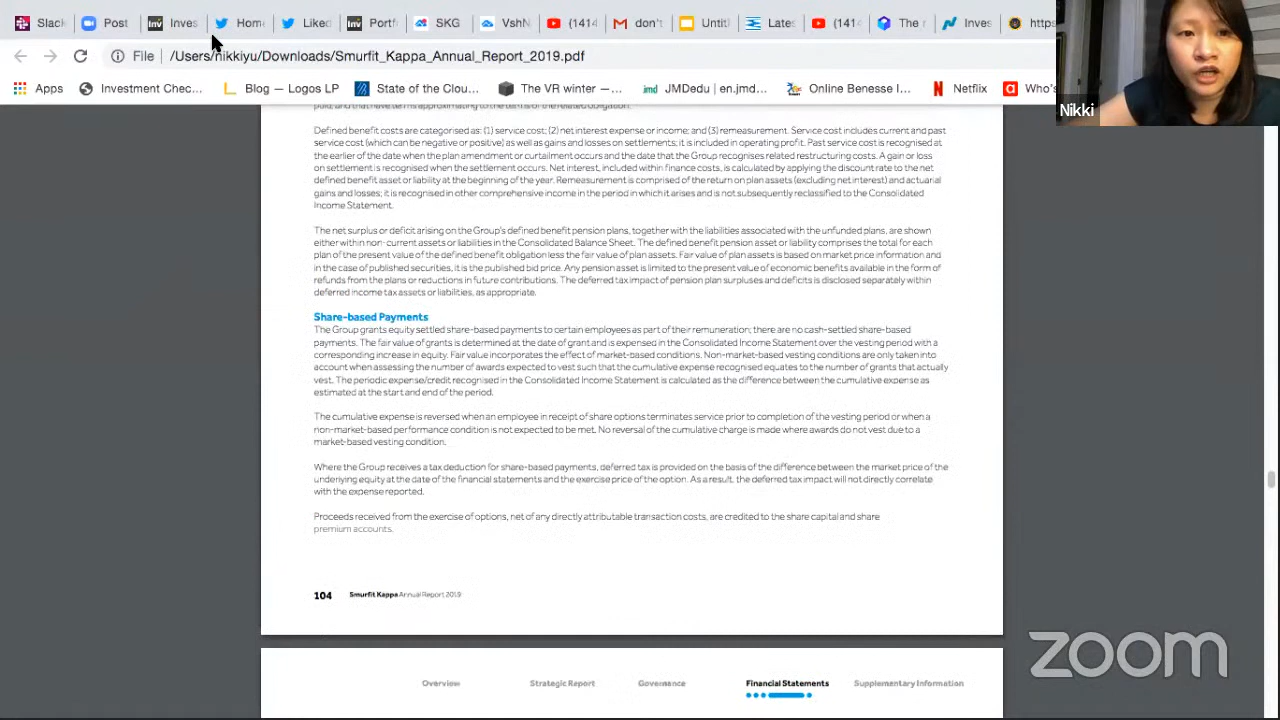 Slack
Post
Inves
Home
Liked
Portf
SKG
VshN
(1414
don't
Untitl
Late
(1414
The r
Inves
https
File /Users/nikkiyu/Downloads/Smurfit_Kappa_Annual_Report_2019.pdf
Apps
Investment Chec...
Blog — Logos LP
State of the Clou...
The VR winter — ...
jmd JMDedu | en.jmd...
Online Benesse I...
Netflix
Who's
Nikki
paid, and that have terms approximating to the terms of the related obligation.
Defined benefit costs are categorised as: (1) service cost; (2) net interest expense or income; and (3) remeasurement. Service cost includes current and past
service cost (which can be negative or positive) as well as gains and losses on settlements; it is included in operating profit. Past service cost is recognised at
the earlier of the date when the plan amendment or curtailment occurs and the date that the Group recognises related restructuring costs. A gain or loss
on settlement is recognised when the settlement occurs. Net interest, included within finance costs, is calculated by applying the discount rate to the net
defined benefit asset or liability at the beginning of the year. Remeasurement is comprised of the return on plan assets (excluding net interest) and actuarial
gains and losses; it is recognised in other comprehensive income in the period in which it arises and is not subsequently reclassified to the Consolidated
Income Statement.
The net surplus or deficit arising on the Group's defined benefit pension plans, together with the liabilities associated with the unfunded plans, are shown
either within non-current assets or liabilities in the Consolidated Balance Sheet. The defined benefit pension asset or liability comprises the total for each
plan of the present value of the defined benefit obligation less the fair value of plan assets. Fair value of plan assets is based on market price information and
in the case of published securities, it is the published bid price. Any pension asset is limited to the present value of economic benefits available in the form of
refunds from the plans or reductions in future contributions. The deferred tax impact of pension plan surpluses and deficits is disclosed separately within
deferred income tax assets or liabilities, as appropriate.
Share-based Payments
The Group grants equity settled share-based payments to certain employees as part of their remuneration; there are no cash-settled share-based
payments. The fair value of grants is determined at the date of grant and is expensed in the Consolidated Income Statement over the vesting period with a
corresponding increase in equity. Fair value incorporates the effect of market-based conditions. Non-market-based vesting conditions are only taken into
account when assessing the number of awards expected to vest such that the cumulative expense recognised equates to the number of grants that actually
vest. The periodic expense/credit recognised in the Consolidated Income Statement is calculated as the difference between the cumulative expense as
estimated at the start and end of the period.
The cumulative expense is reversed when an employee in receipt of share options terminates service prior to completion of the vesting period or when a
non-market-based performance condition is not expected to be met. No reversal of the cumulative charge is made where awards do not vest due to a
market-based vesting condition.
Where the Group receives a tax deduction for share-based payments, deferred tax is provided on the basis of the difference between the market price of the
underlying equity at the date of the financial statements and the exercise price of the option. As a result, the deferred tax impact will not directly correlate
with the expense reported.
Proceeds received from the exercise of options, net of any directly attributable transaction costs, are credited to the share capital and share
premium accounts.
104 Smurfit Kappa Annual Report 2019
zoom
Overview
Strategic Report
Governance
Financial Statements
Supplementary Information